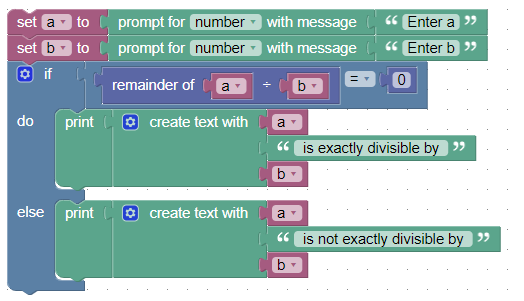 set a to prompt for number with message “ Enter a ”
set b to prompt for number with message “ Enter b ”
if remainder of a ÷ b = 0
do print create text with a
“ is exactly divisible by ”
b
else print create text with a
“ is not exactly divisible by ”
b